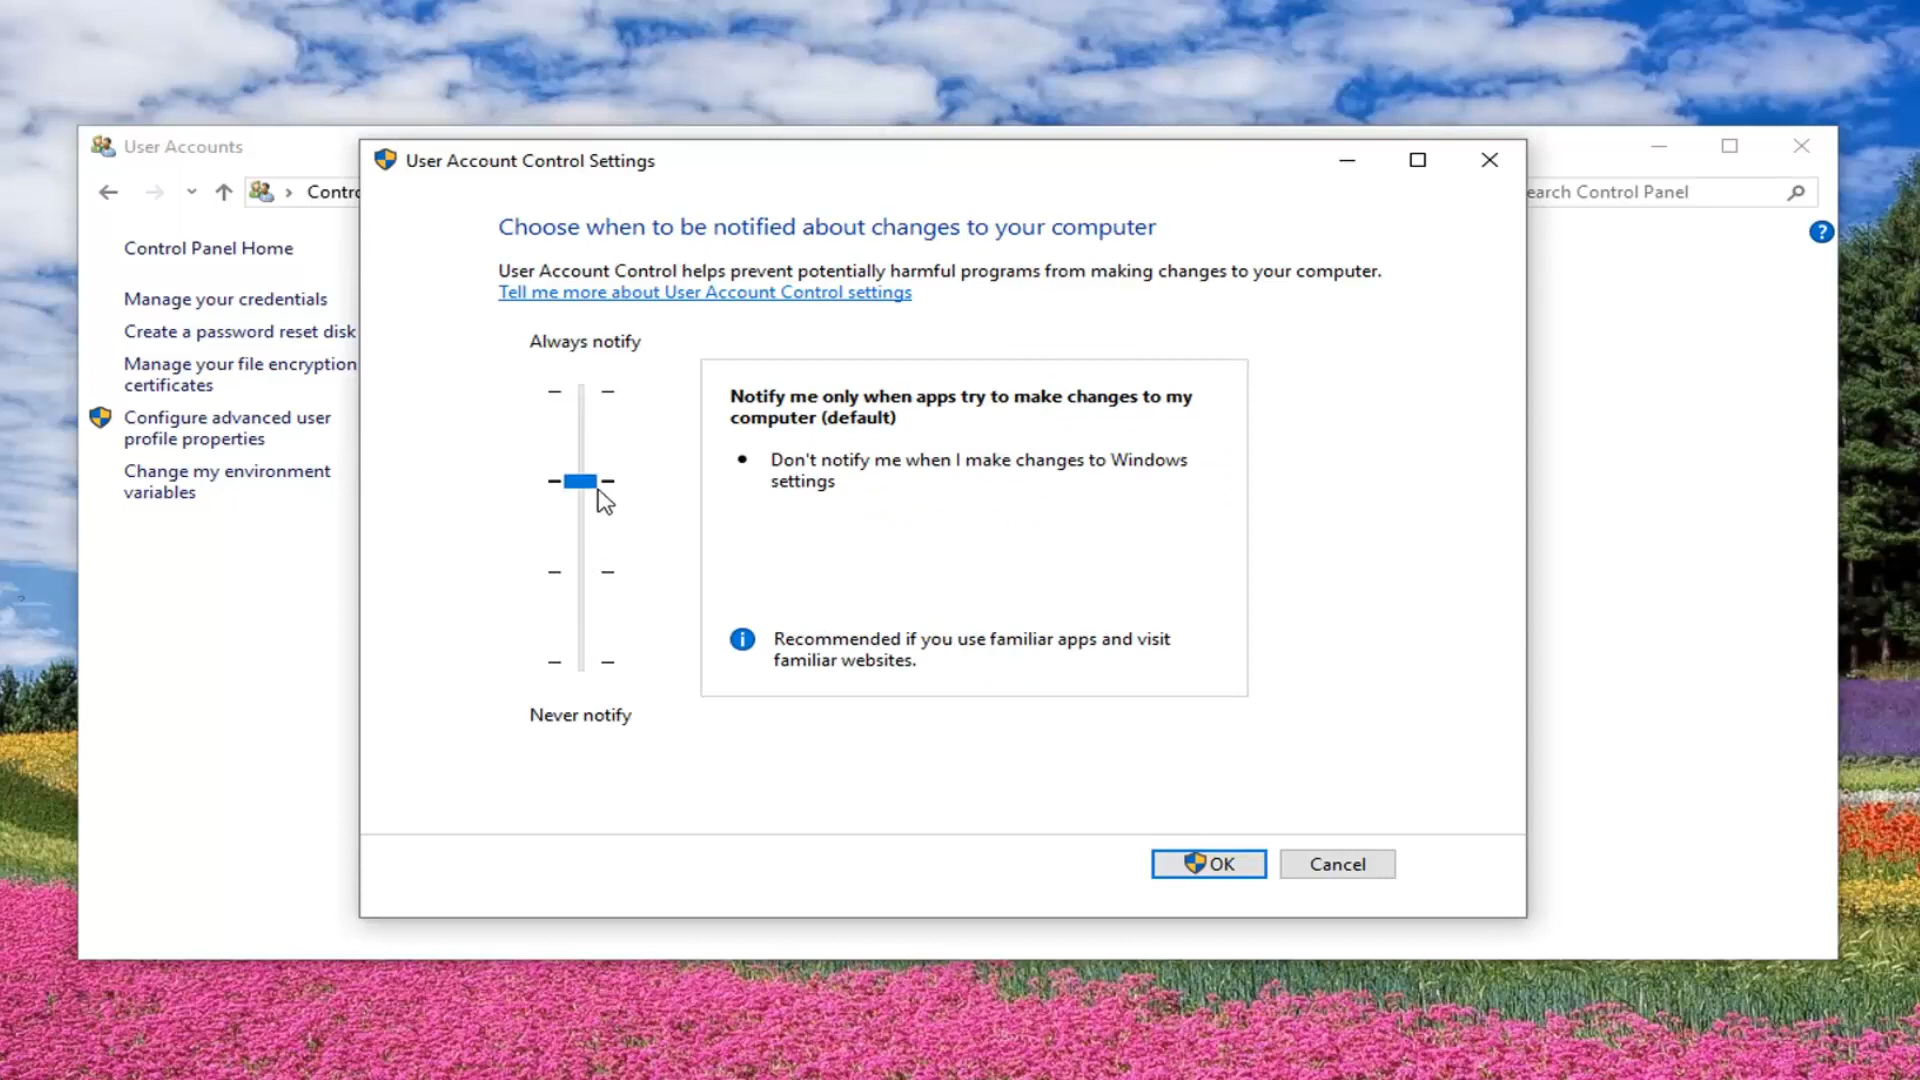 User Accounts
User Account Control Settings
Contro
earch Control Panel
Control Panel Home
Manage your credentials
Create a password reset disk
Manage your file encryption
certificates
Configure advanced user
profile properties
Change my environment
variables
Choose when to be notified about changes to your computer
User Account Control helps prevent potentially harmful programs from making changes to your computer.
Tell me more about User Account Control settings
Always notify
Notify me only when apps try to make changes to my
computer (default)
• Don't notify me when I make changes to Windows
settings
Recommended if you use familiar apps and visit
familiar websites.
Never notify
OK
Cancel